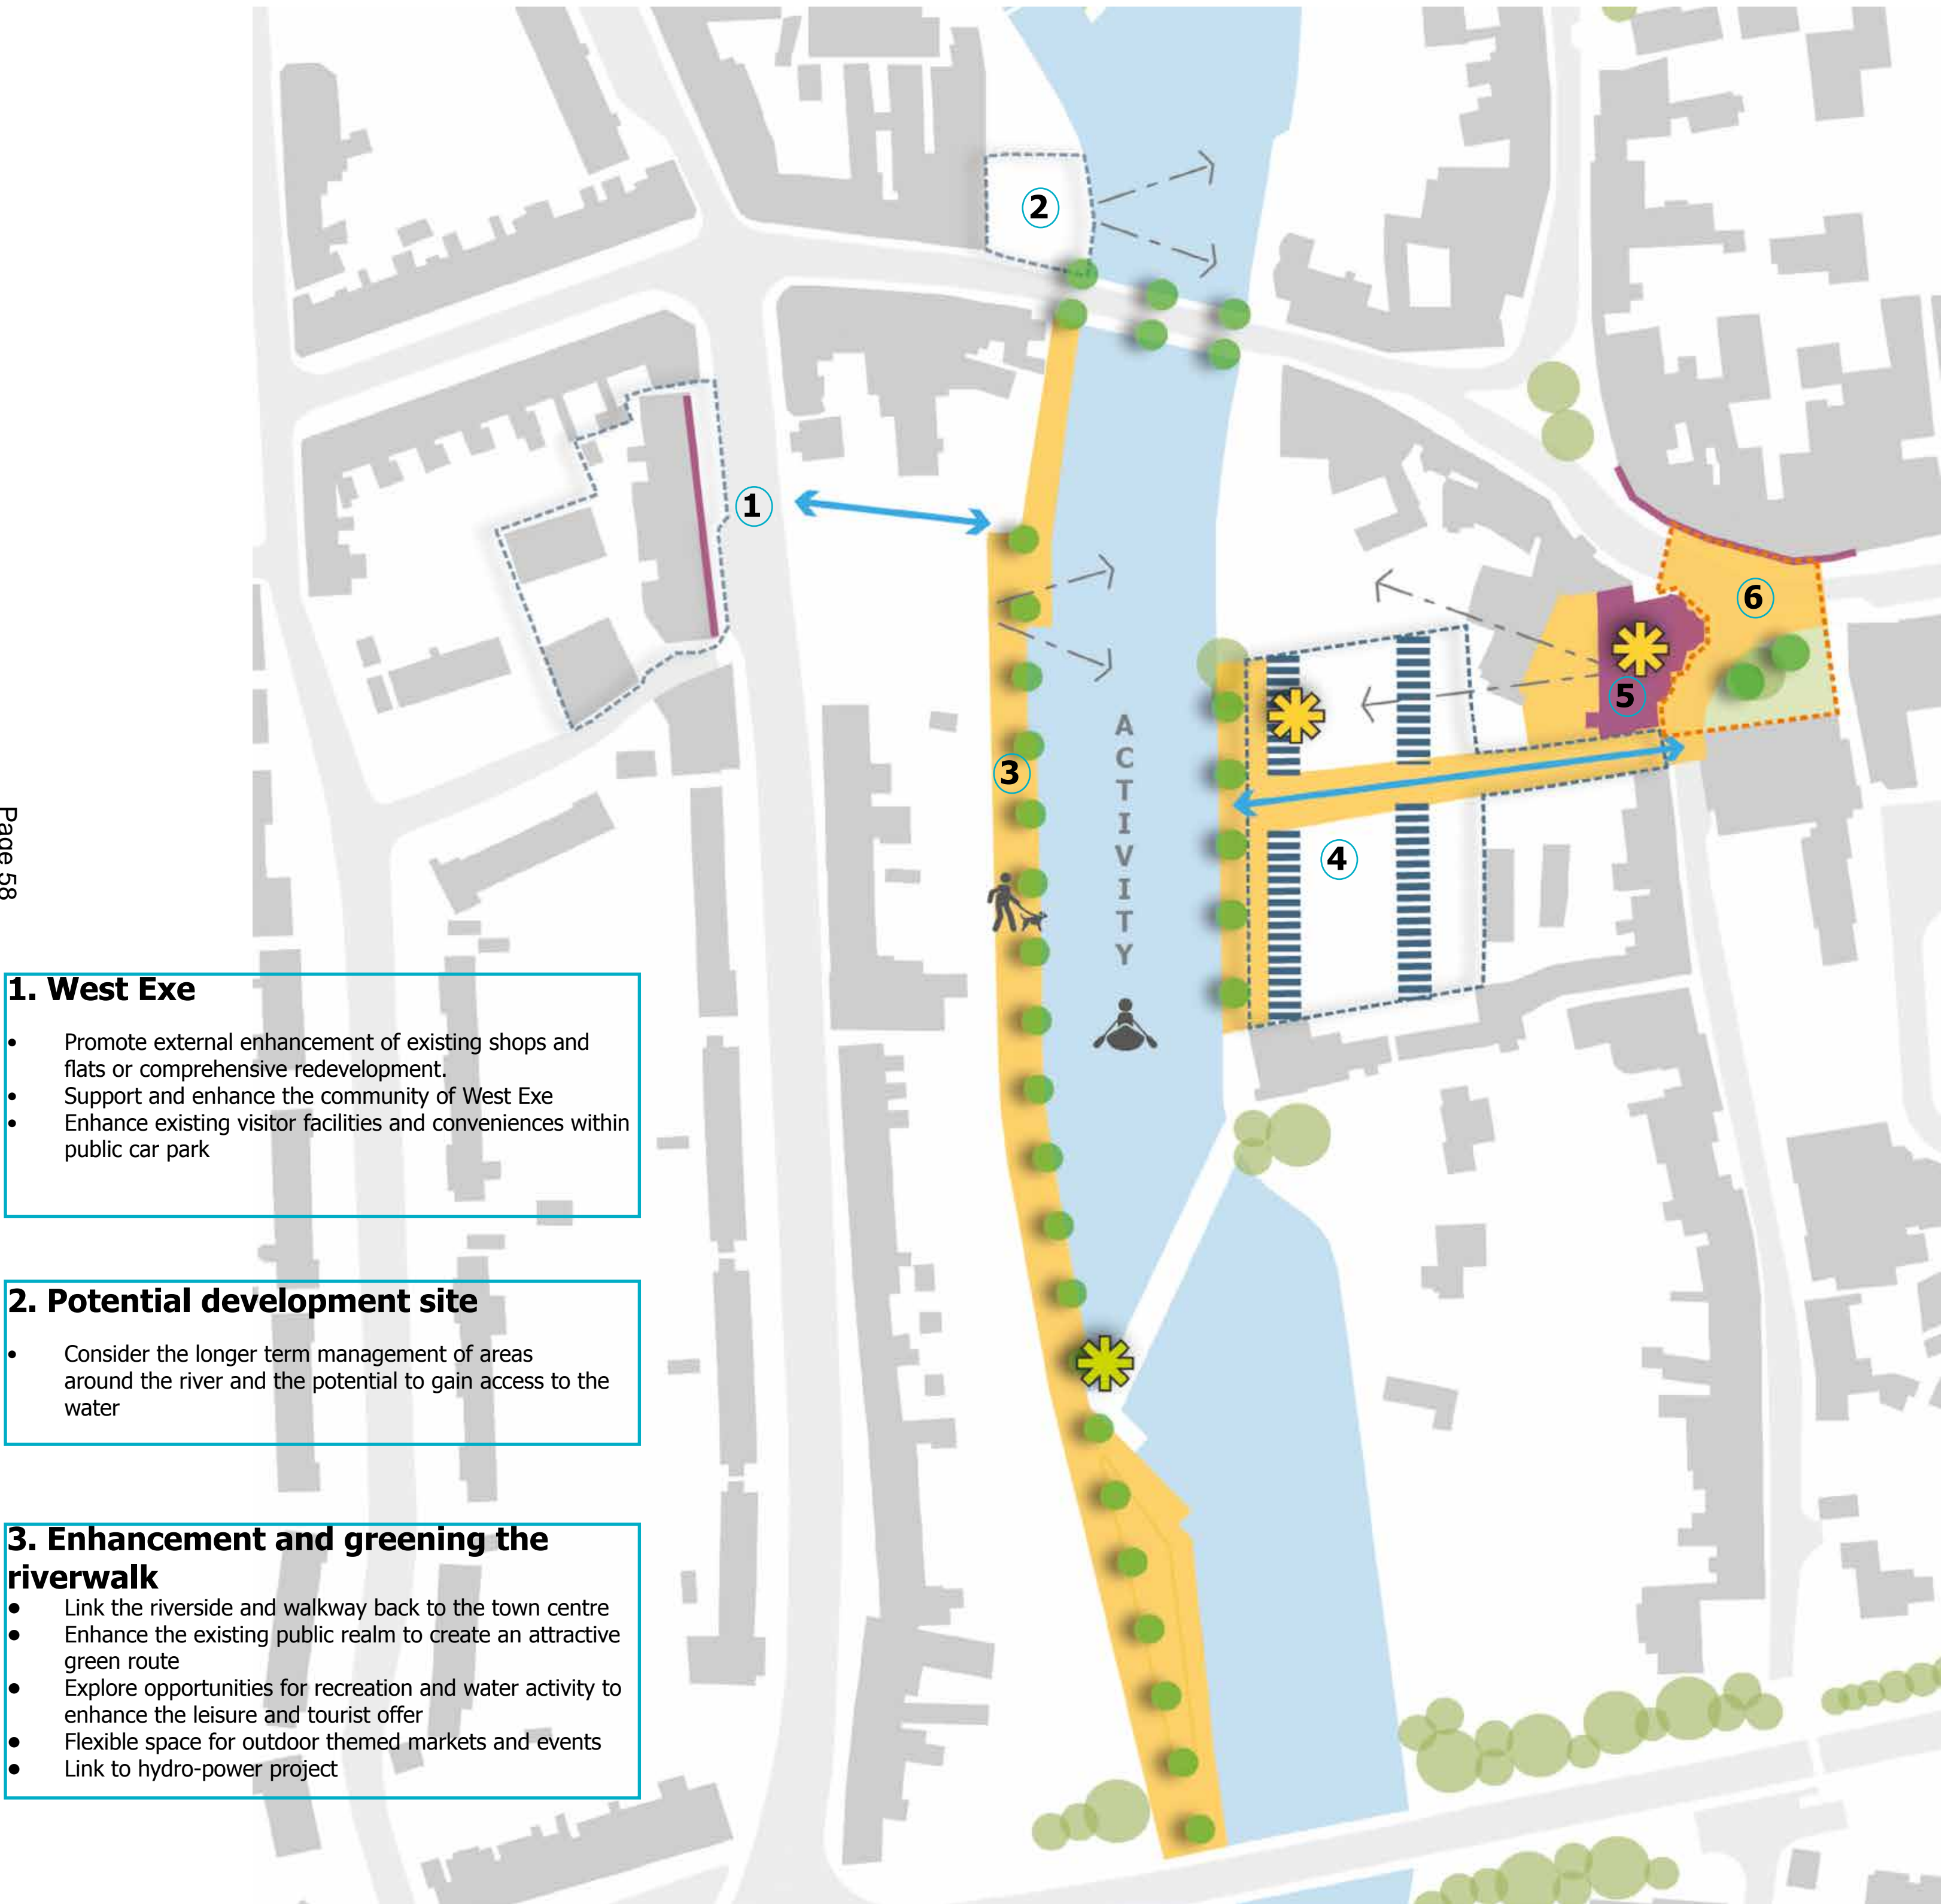 2
1
6
5
ACTIVITY
3
4
Page 58
1. West Exe
• Promote external enhancement of existing shops and
flats or comprehensive redevelopment.
• Support and enhance the community of West Exe
• Enhance existing visitor facilities and conveniences within
public car park
2. Potential development site
• Consider the longer term management of areas
around the river and the potential to gain access to the
water
3. Enhancement and greening the
riverwalk
• Link the riverside and walkway back to the town centre
• Enhance the existing public realm to create an attractive
green route
• Explore opportunities for recreation and water activity to
enhance the leisure and tourist offer
• Flexible space for outdoor themed markets and events
• Link to hydro-power project